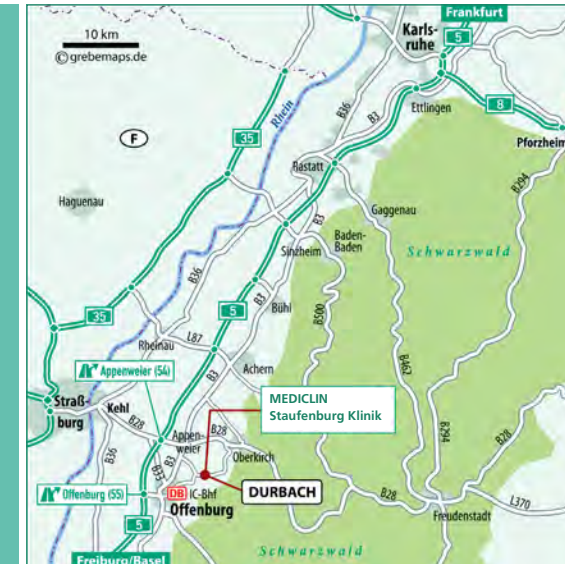 Frankfurt
10 km
© grebemaps.de
Karls-
ruhe
5
B36
B3
Ettlingen
8
Rhein
F
35
Pforzheim
Rastatt
B294
Haguenau
Gaggenau
B3
Baden-
Baden
Sinzheim
Schwarzwald
B36
5
B3
Bühl
B500
35
L87
Rheinau
B462
Achern
Appenweier (54)
B3
MEDICLIN
Staufenburg Klinik
Straß-
burg
Kehl
B28
Appen-
weier
B28
B294
B28
B36
B3
B33
Oberkirch
Offenburg (55)
DB IC-Bhf
Offenburg
DURBACH
B28
L370
5
Freudenstadt
Freiburg/Basel
Schwarzwald